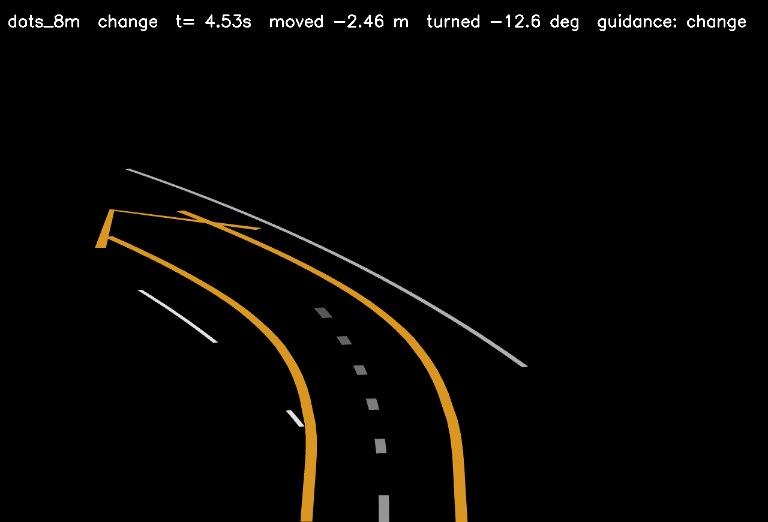 dots_8m change t= 4.53s moved −2.46 m turned −12.6 deg guidance: change